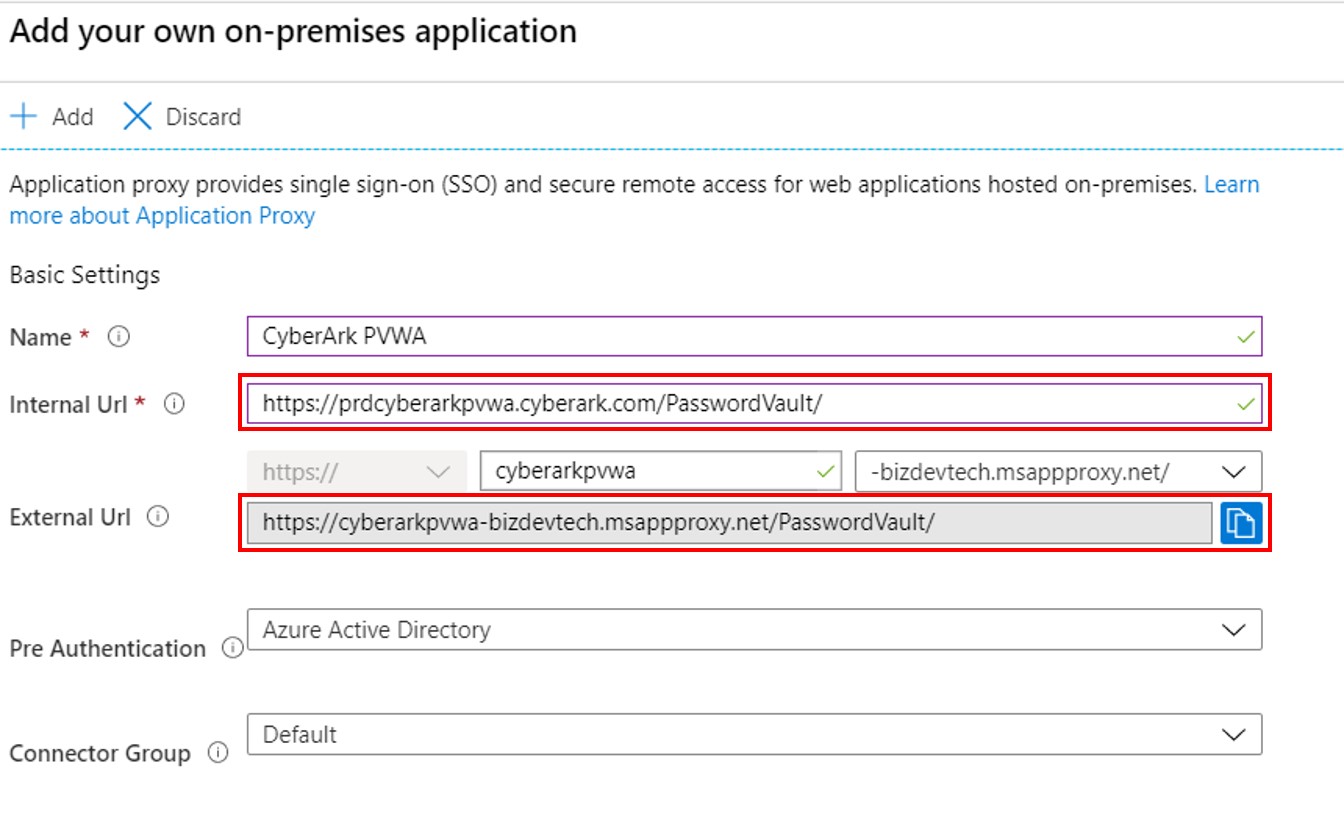 Add your own on-premises application
Add Discard
Application proxy provides single sign-on (SSO) and secure remote access for web applications hosted on-premises. Learn
more about Application Proxy
Basic Settings
Name * CyberArk PVWA
Internal Url * https://prdcyberarkpvwa.cyberark.com/PasswordVault/
https:// cyberarkpvwa -bizdevtech.msappproxy.net/
External Url https://cyberarkpvwa-bizdevtech.msappproxy.net/PasswordVault/
Pre Authentication Azure Active Directory
Connector Group Default